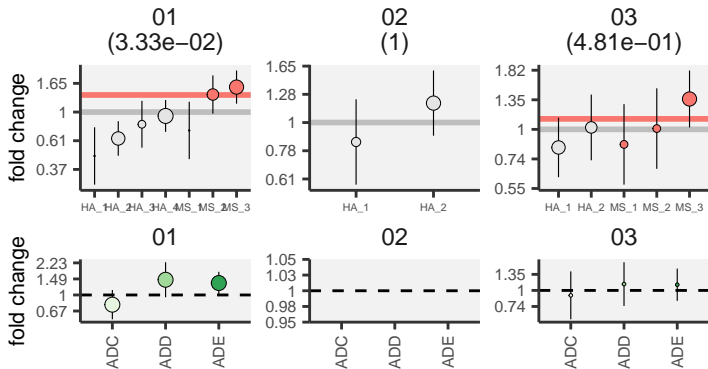 01
(3.33e−02)
02
(1)
03
(4.81e−01)
fold change
1.65
1
0.61
0.37
HA_1
HA_2
HA_3
HA_4
MS_1
MS_2
MS_3
1.65
1.28
1
0.78
0.61
HA_1
HA_2
1.82
1.35
1
0.74
0.55
HA_1
HA_2
MS_1
MS_2
MS_3
01
02
03
fold change
2.23
1.49
1
0.67
ADC
ADD
ADE
1.05
1.03
1
0.98
0.95
ADC
ADD
ADE
1.35
1
0.74
ADC
ADD
ADE